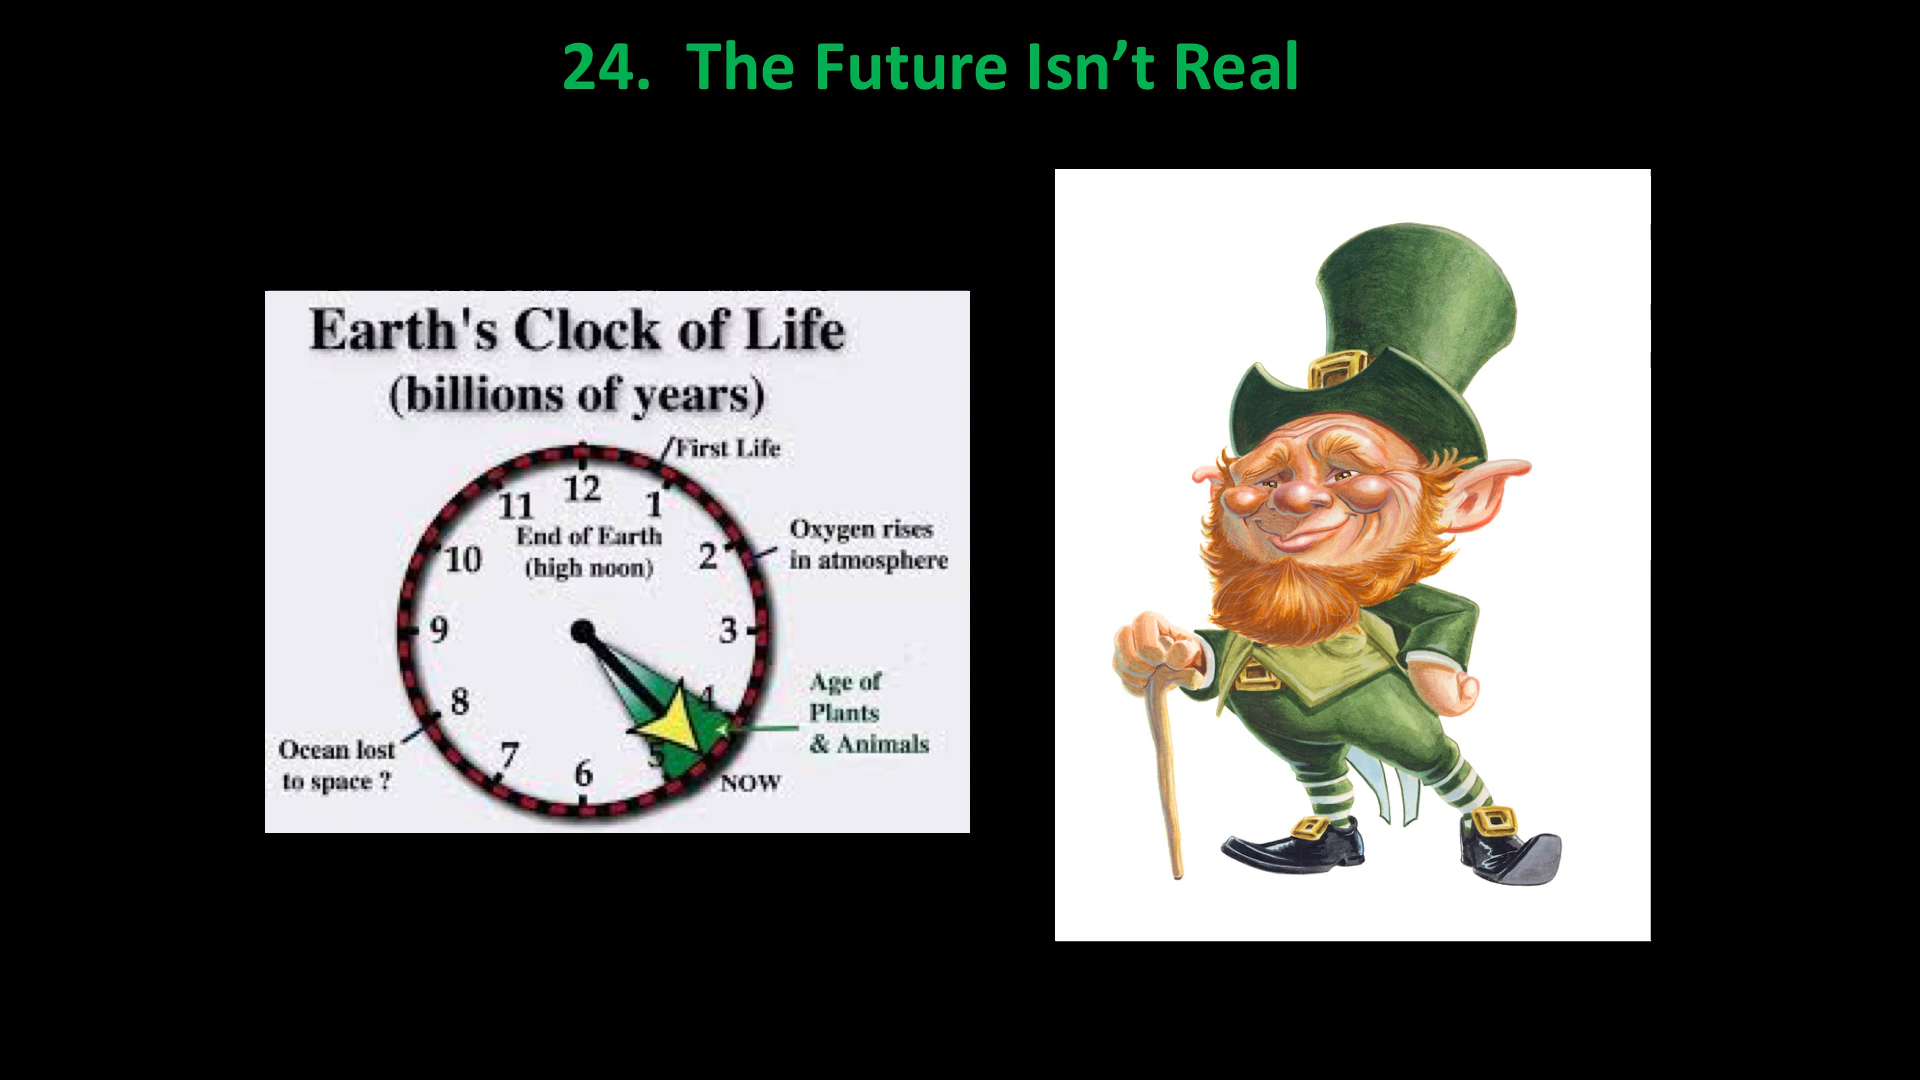 24.  The Future Isn’t Real
Earth's Clock of Life
(billions of years)
First Life
12
11
1
End of Earth
(high noon)
Oxygen rises
in atmosphere
10
2
9
3
8
4
Age of
Plants
& Animals
Ocean lost
to space ?
7
5
6
NOW